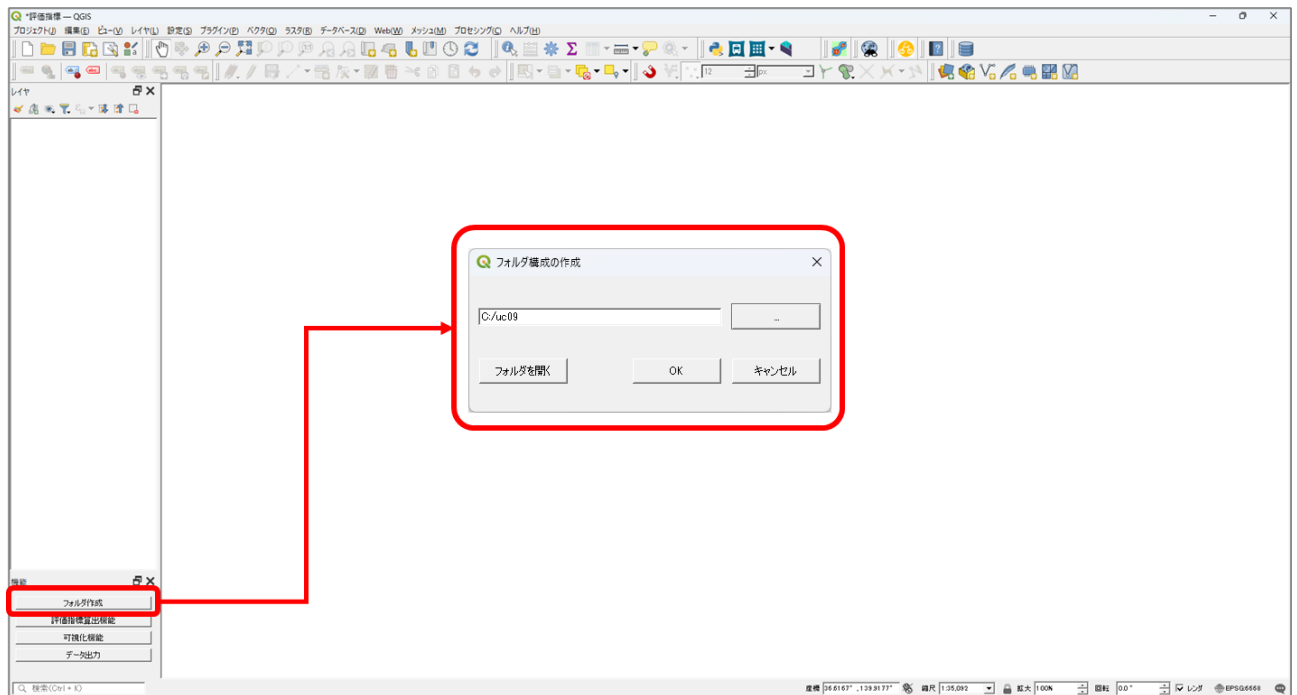 *評価指標 — QGIS
プロジェクト(J) 編集(E) ビュー(V) レイヤ(L) 設定(S) プラグイン(P) ベクタ(O) ラスタ(R) データベース(D) Web(W) メッシュ(M) プロセシング(C) ヘルプ(H)
12 px
レイヤ
フォルダ構成の作成
C:/uc09
...
フォルダを開く OK キャンセル
機能
フォルダ作成
評価指標算出機能
可視化機能
データ出力
検索(Ctrl + K)
座標 36.6167°,139.9177° 縮尺 1:35,092 拡大 100% 回転 0.0° レンダ EPSG:6668